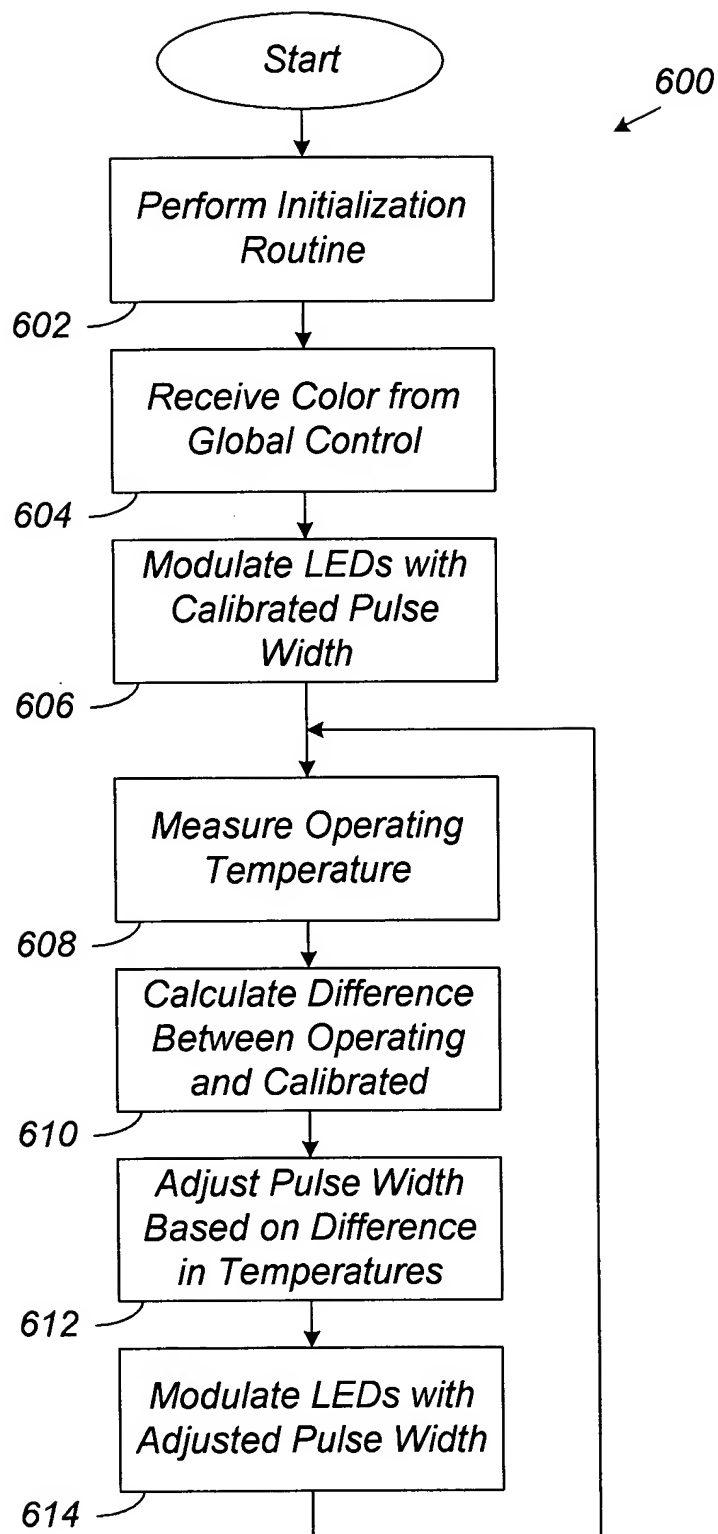 Start
600
Perform Initialization
Routine
602
Receive Color from
Global Control
604
Modulate LEDs with
Calibrated Pulse
Width
606
Measure Operating
Temperature
608
Calculate Difference
Between Operating
and Calibrated
610
Adjust Pulse Width
Based on Difference
in Temperatures
612
Modulate LEDs with
Adjusted Pulse Width
614